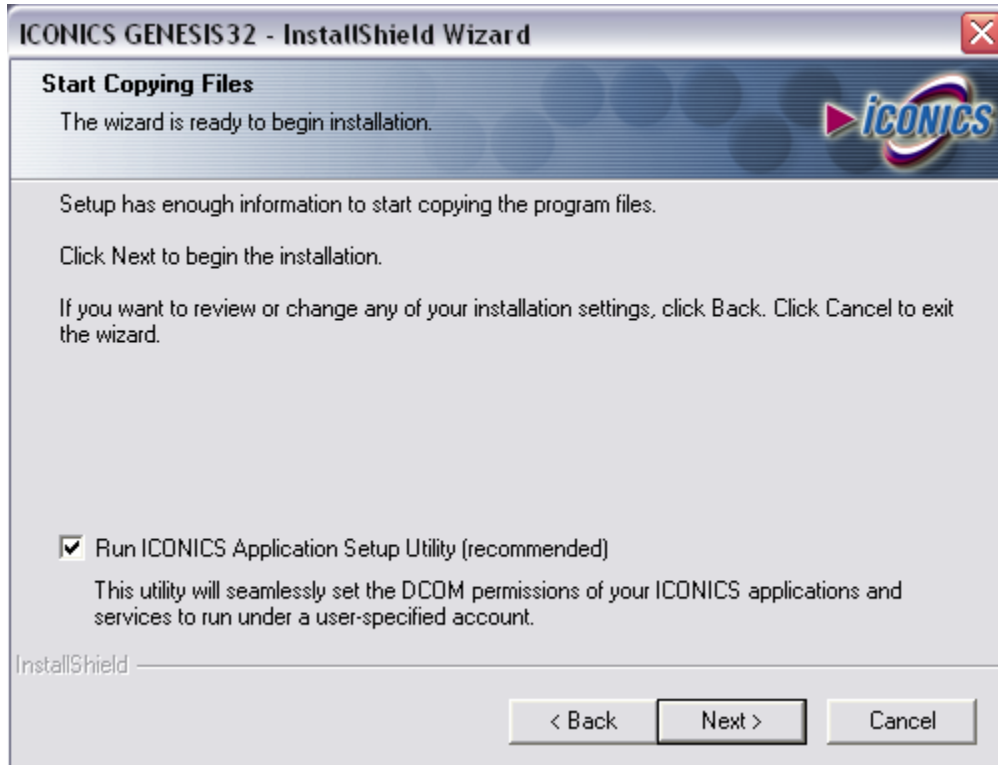 ICONICS GENESIS32 - InstallShield Wizard
Start Copying Files
The wizard is ready to begin installation.
ICONICS
Setup has enough information to start copying the program files.
Click Next to begin the installation.
If you want to review or change any of your installation settings, click Back. Click Cancel to exit
the wizard.
Run ICONICS Application Setup Utility (recommended)
This utility will seamlessly set the DCOM permissions of your ICONICS applications and
services to run under a user-specified account.
InstallShield
< Back
Next >
Cancel